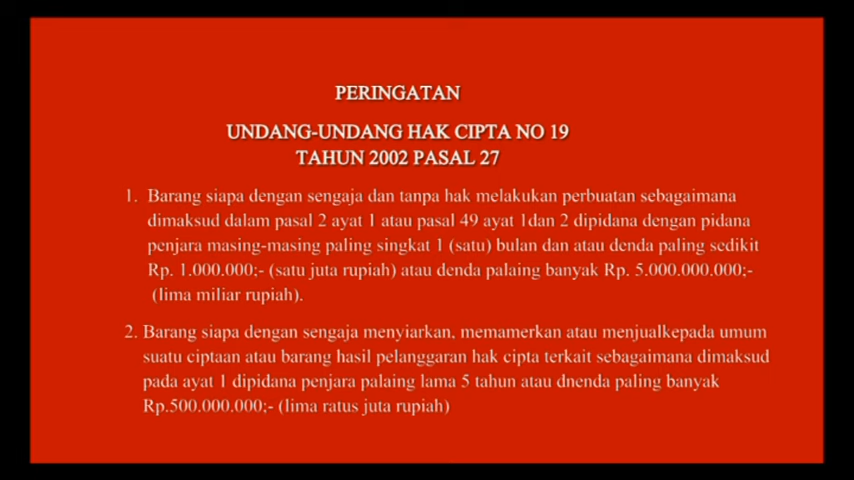 PERINGATAN
UNDANG-UNDANG HAK CIPTA NO 19
TAHUN 2002 PASAL 27
1. Barang siapa dengan sengaja dan tanpa hak melakukan perbuatan sebagaimana
dimaksud dalam pasal 2 ayat 1 atau pasal 49 ayat 1dan 2 dipidana dengan pidana
penjara masing-masing paling singkat 1 (satu) bulan dan atau denda paling sedikit
Rp. 1.000.000;- (satu juta rupiah) atau denda palaing banyak Rp. 5.000.000.000;-
(lima miliar rupiah).
2. Barang siapa dengan sengaja menyiarkan, memamerkan atau menjualkepada umum
suatu ciptaan atau barang hasil pelanggaran hak cipta terkait sebagaimana dimaksud
pada ayat 1 dipidana penjara palaing lama 5 tahun atau dnenda paling banyak
Rp.500.000.000;- (lima ratus juta rupiah)